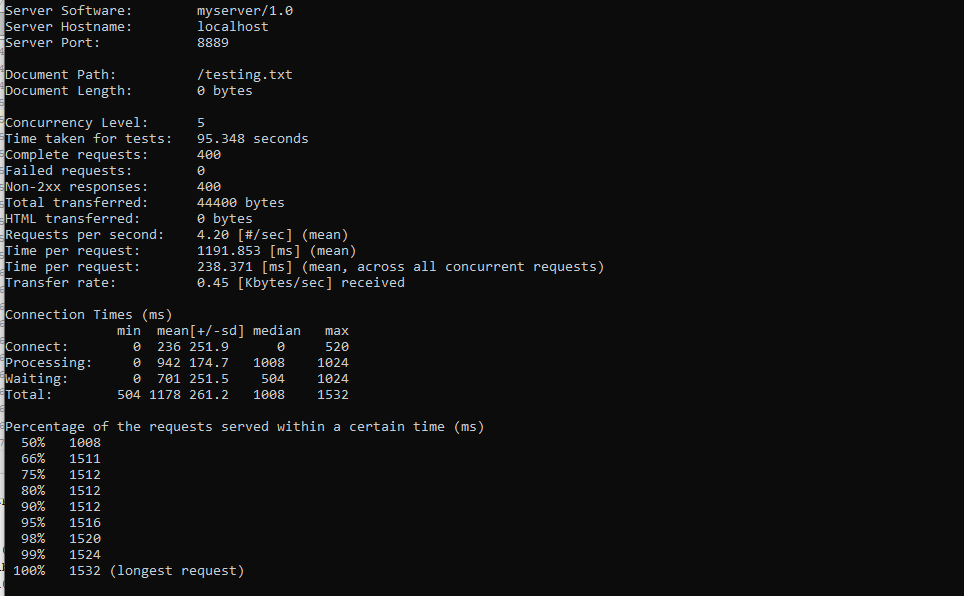 Server Software:        myserver/1.0
Server Hostname:        localhost
Server Port:            8889

Document Path:          /testing.txt
Document Length:        0 bytes

Concurrency Level:      5
Time taken for tests:   95.348 seconds
Complete requests:      400
Failed requests:        0
Non-2xx responses:      400
Total transferred:      44400 bytes
HTML transferred:       0 bytes
Requests per second:    4.20 [#/sec] (mean)
Time per request:       1191.853 [ms] (mean)
Time per request:       238.371 [ms] (mean, across all concurrent requests)
Transfer rate:          0.45 [Kbytes/sec] received

Connection Times (ms)
              min  mean[+/-sd] median   max
Connect:        0  236 251.9      0     520
Processing:     0  942 174.7   1008    1024
Waiting:        0  701 251.5    504    1024
Total:        504 1178 261.2   1008    1532

Percentage of the requests served within a certain time (ms)
  50%   1008
  66%   1511
  75%   1512
  80%   1512
  90%   1512
  95%   1516
  98%   1520
  99%   1524
 100%   1532 (longest request)